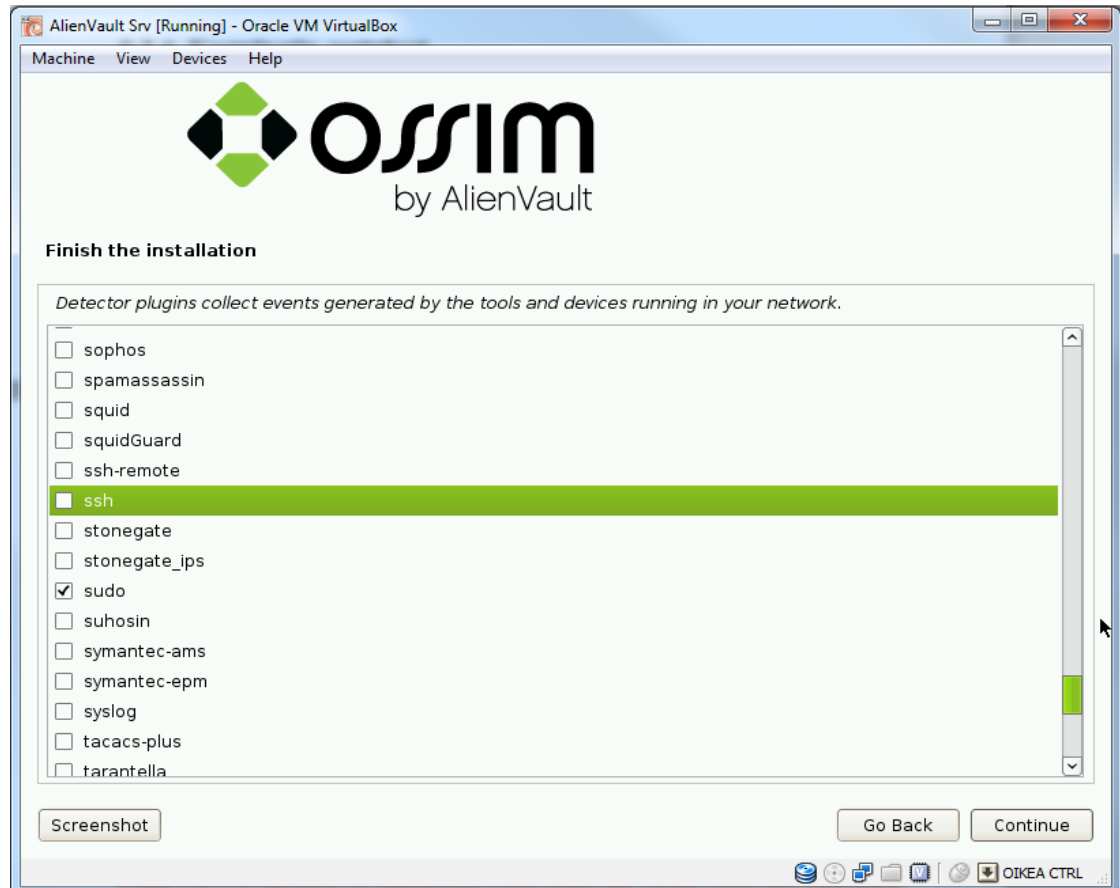 AlienVault Srv [Running] - Oracle VM VirtualBox
Machine View Devices Help
OSSIM
by AlienVault
Finish the installation
Detector plugins collect events generated by the tools and devices running in your network.
sophos
spamassassin
squid
squidGuard
ssh-remote
ssh
stonegate
stonegate_ips
sudo
suhosin
symantec-ams
symantec-epm
syslog
tacacs-plus
tarantella
Screenshot Go Back Continue
OIKEA CTRL